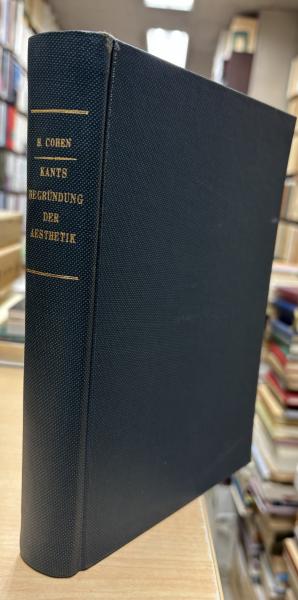 H. COHEN
KANTS
BEGRÜNDUNG
DER
AESTHETIK